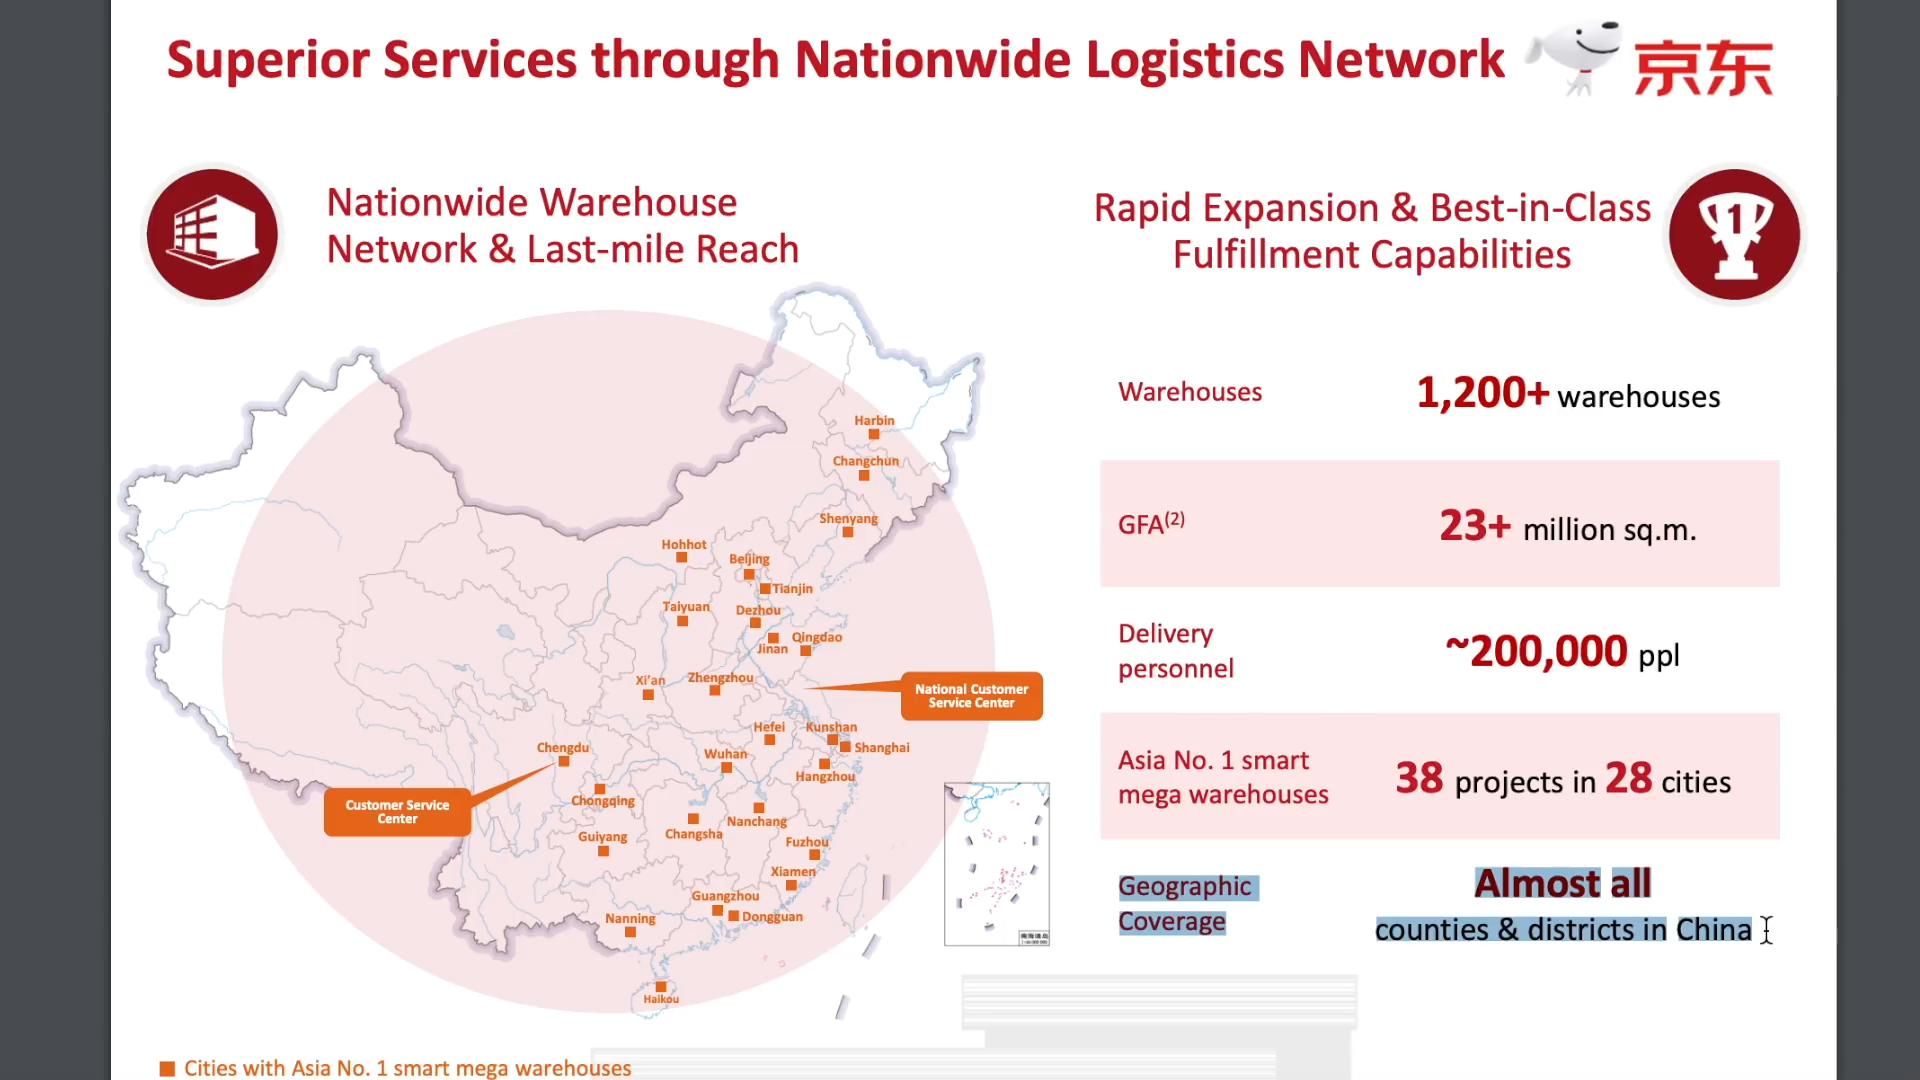 Superior Services through Nationwide Logistics Network
京东
Nationwide Warehouse
Network & Last-mile Reach
Rapid Expansion & Best-in-Class
Fulfillment Capabilities
1
Harbin
Changchun
Shenyang
Hohhot
Beijing
Tianjin
Taiyuan
Dezhou
Qingdao
Jinan
Xi'an
Zhengzhou
National Customer
Service Center
Hefei
Kunshan
Shanghai
Chengdu
Wuhan
Hangzhou
Customer Service
Center
Chongqing
Nanchang
Changsha
Guiyang
Fuzhou
Xiamen
Guangzhou
Dongguan
Nanning
Haikou
南海诸岛
Cities with Asia No. 1 smart mega warehouses
Warehouses
1,200+ warehouses
GFA(2)
23+ million sq.m.
Delivery
personnel
~200,000 ppl
Asia No. 1 smart
mega warehouses
38 projects in 28 cities
Geographic
Coverage
Almost all
counties & districts in China